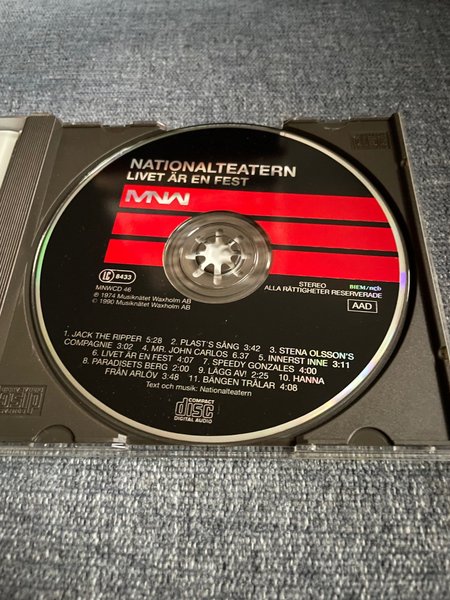 NATIONALTEATERN
LIVET ÄR EN FEST
MNW
LC 8433
MNWCD 46
℗ 1974 Musiknätet Waxholm AB
© 1990 Musiknätet Waxholm AB
STEREO BIEM/ncb
ALLA RÄTTIGHETER RESERVERADE
AAD
1. JACK THE RIPPER 5:28 2. PLAST'S SÅNG 3:42 3. STENA OLSSON'S
COMPAGNIE 3:02 4. MR. JOHN CARLOS 6.37 5. INNERST INNE 3:11
6. LIVET ÄR EN FEST 4:07 7. SPEEDY GONZALES 4:00
8. PARADISETS BERG 2:00 9. LÄGG AV! 2:25 10. HANNA
FRÅN ARLÖV 3:48 11. BÄNGEN TRÅLAR 4:08
Text och musik: Nationalteatern
COMPACT
disc
DIGITAL AUDIO